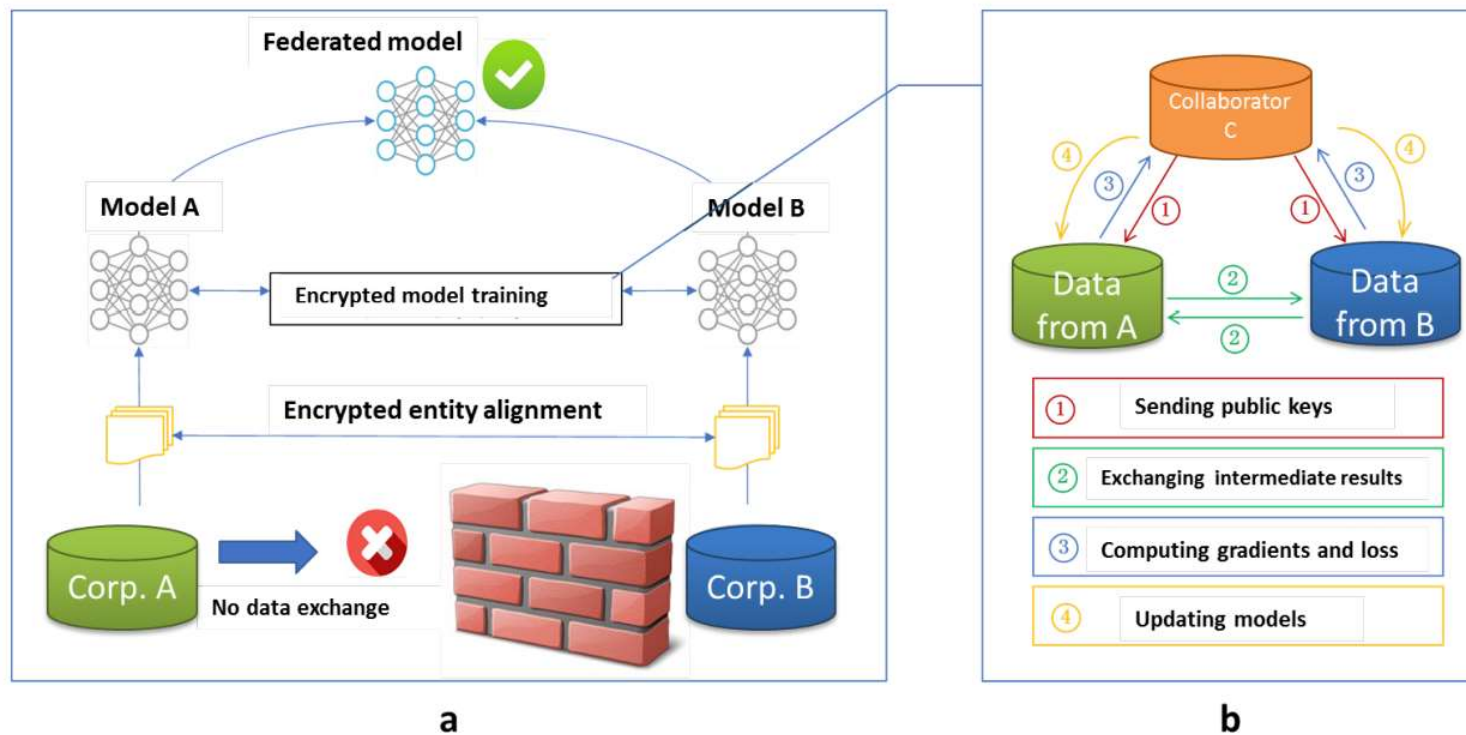 Federated model
Model A
Model B
Encrypted model training
Encrypted entity alignment
Corp. A
No data exchange
Corp. B
a
Collaborator
C
④
③
①
①
③
④
Data
from A
②
②
Data
from B
① Sending public keys
② Exchanging intermediate results
③ Computing gradients and loss
④ Updating models
b